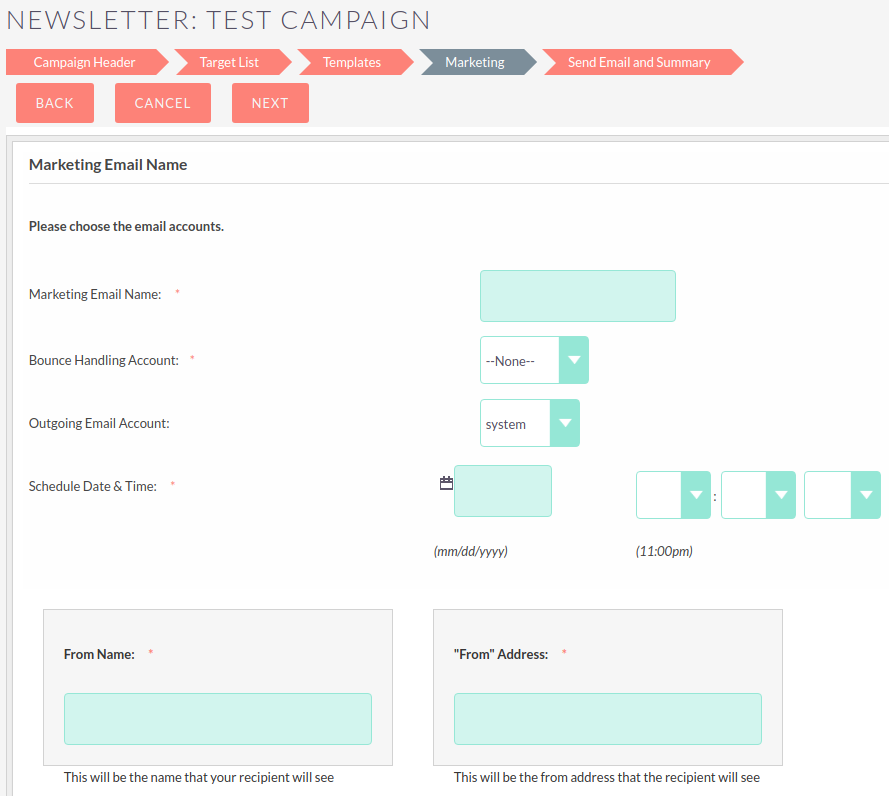 NEWSLETTER: TEST CAMPAIGN
Campaign Header Target List Templates Marketing Send Email and Summary
BACK CANCEL NEXT
Marketing Email Name
Please choose the email accounts.
Marketing Email Name: *
Bounce Handling Account: * --None--
Outgoing Email Account: system
Schedule Date & Time: * :
(mm/dd/yyyy) (11:00pm)
From Name: * "From" Address: *
This will be the name that your recipient will see This will be the from address that the recipient will see